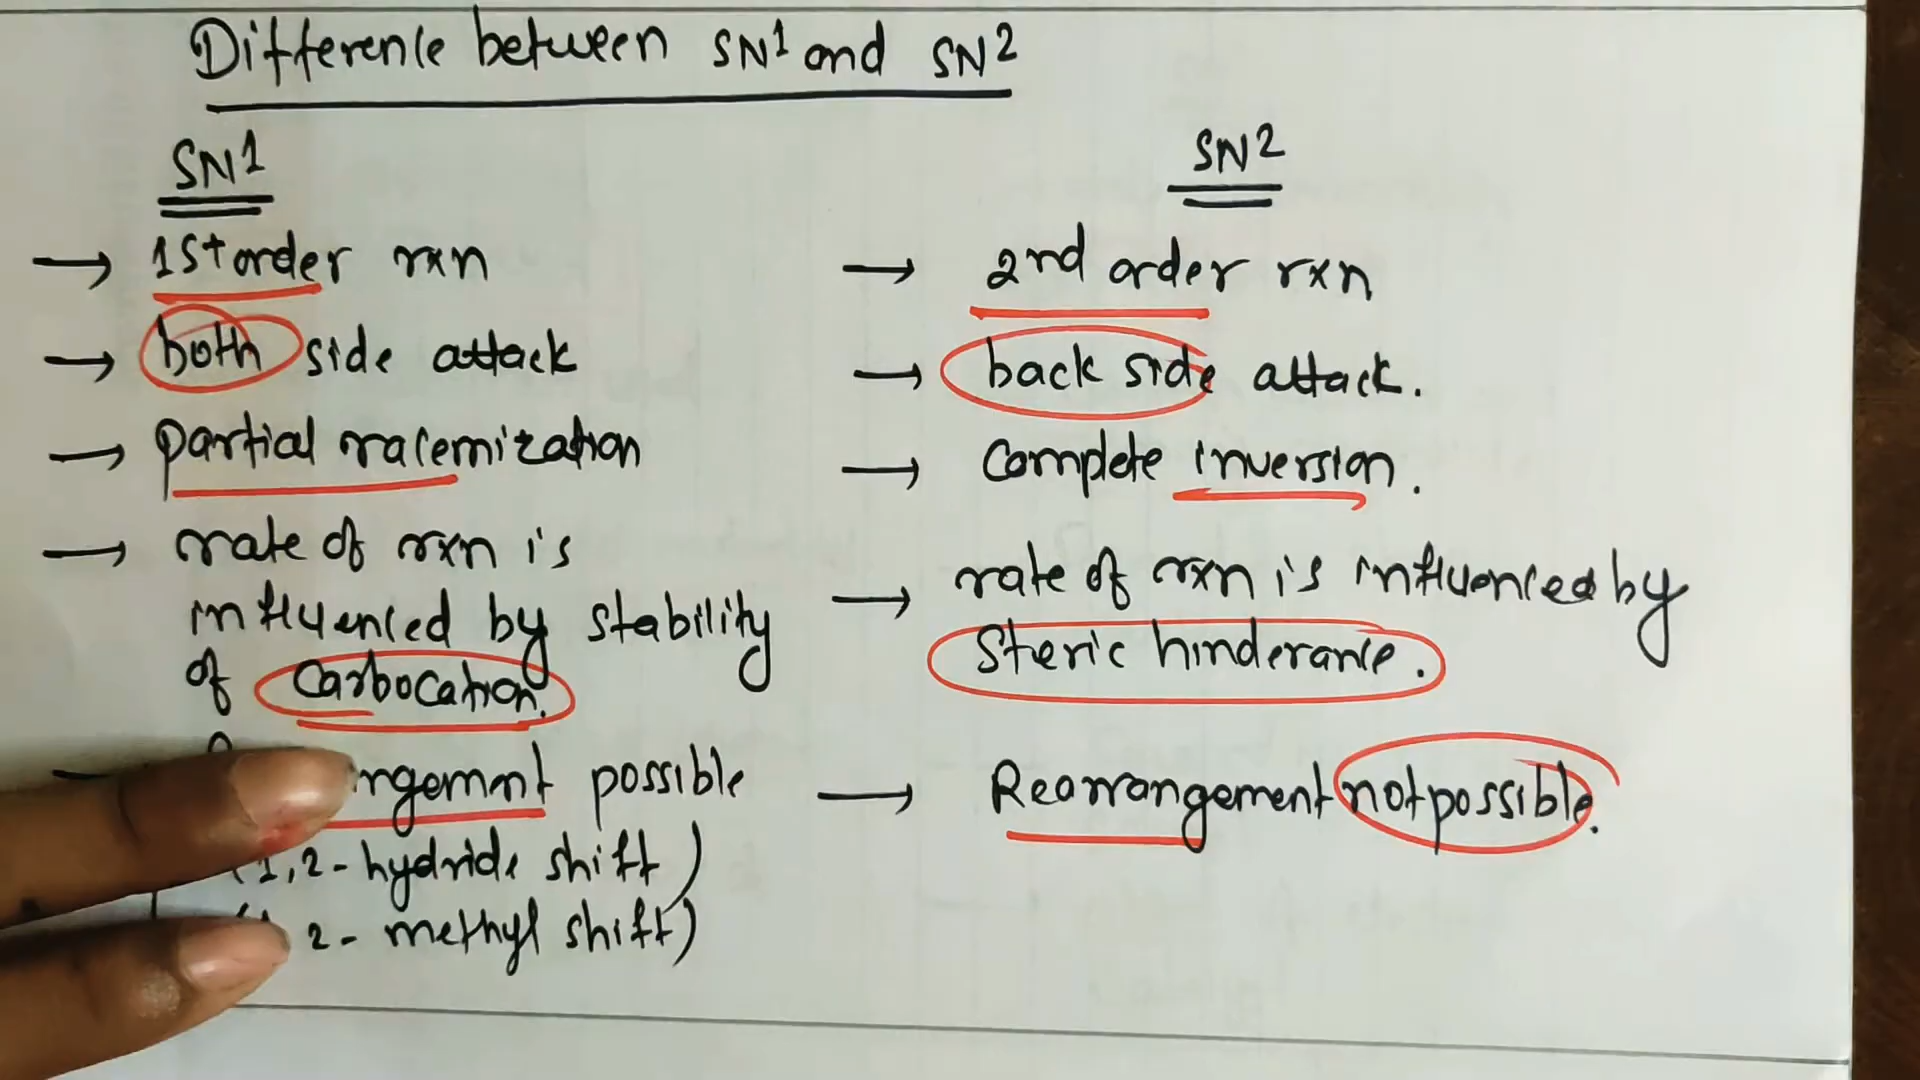 Difference between SN1 and SN2
SN1
→ 1st order rxn
→ both side attack
→ partial racemization
→ rate of rxn is
influenced by stability
of carbocation.
possible
(1,2-hydride shift)
2- methyl shift)
SN2
→ 2nd order rxn
→ back side attack.
→ complete inversion.
→ rate of rxn is influenced by
steric hinderance.
→ Rearrangement not possible.